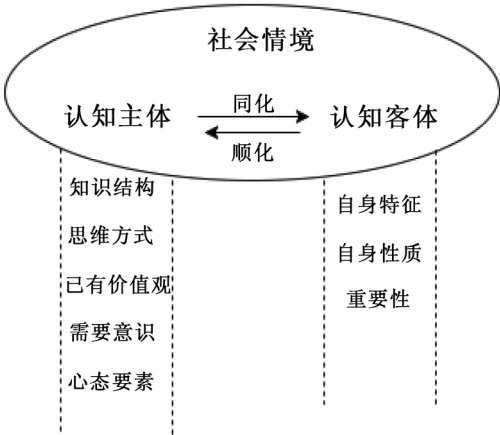 社会情境
认知主体
同化
顺化
认知客体
知识结构
思维方式
已有价值观
需要意识
心态要素
自身特征
自身性质
重要性